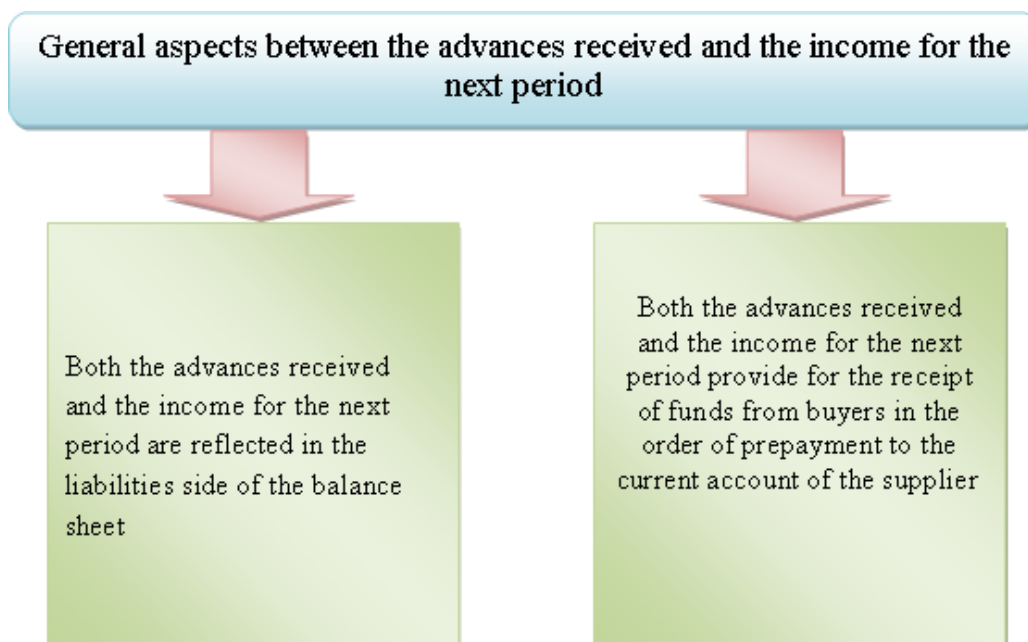 General aspects between the advances received and the income for the
next period
Both the advances received
and the income for the next
period are reflected in the
liabilities side of the balance
sheet
Both the advances received
and the income for the next
period provide for the receipt
of funds from buyers in the
order of prepayment to the
current account of the supplier